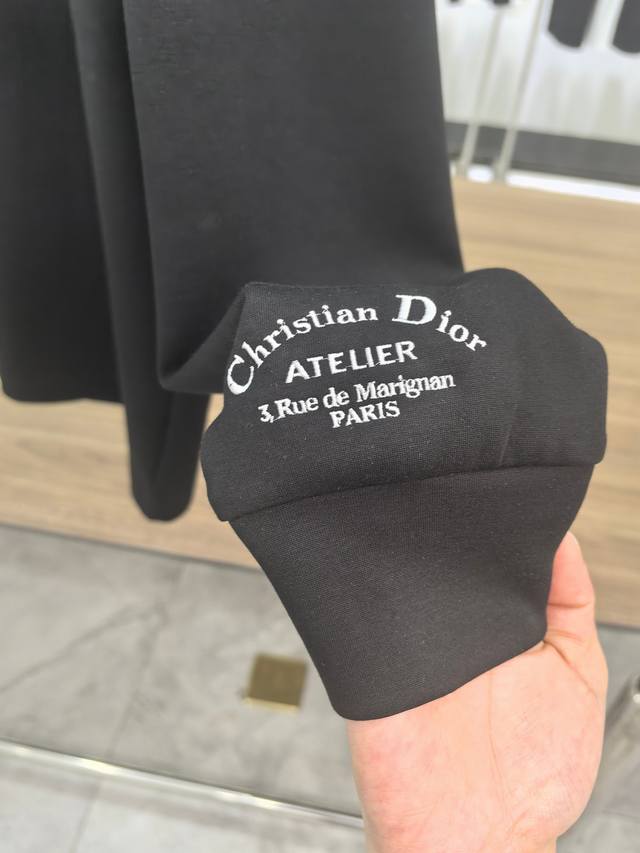 Christian Dior
ATELIER
3,Rue de Marignan
PARIS